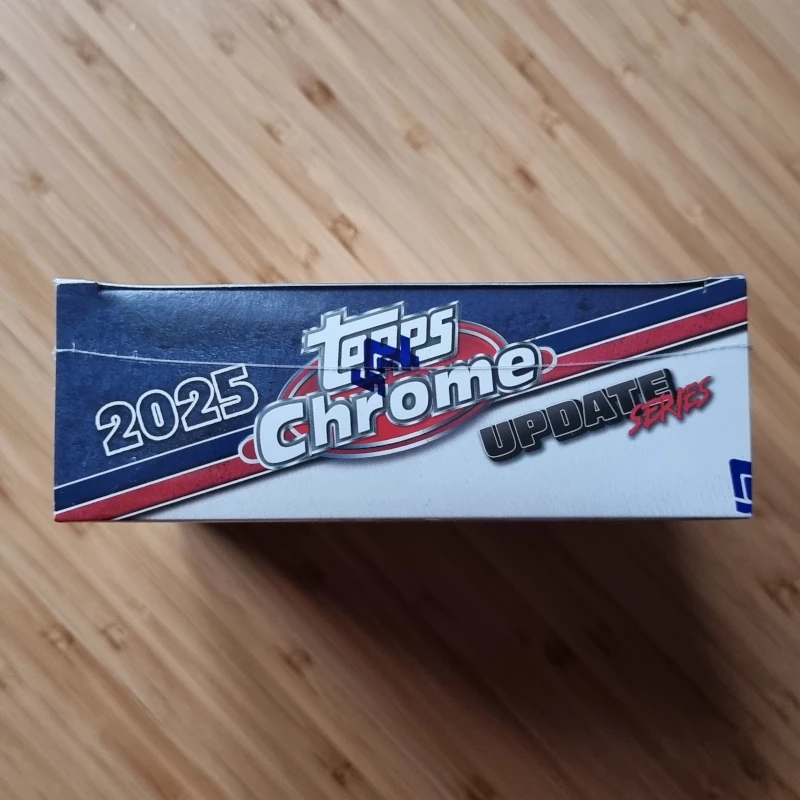 2025
topps
Chrome
UPDATE
SERIES